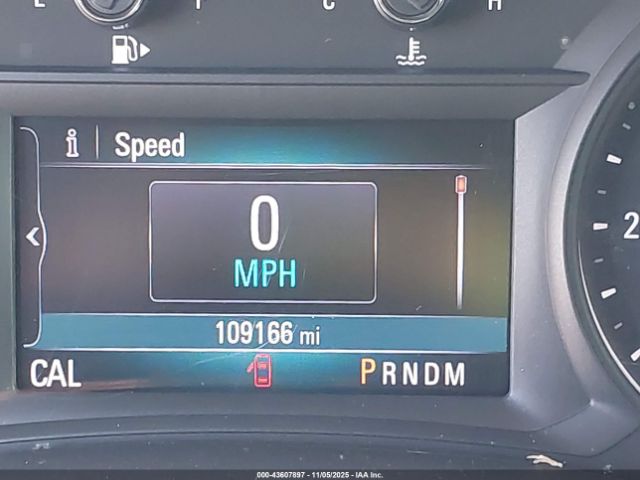 E F C H
i Speed
0
MPH
109166 mi
CAL PRNDM
2
000-43607897 - 11/05/2025 - IAA Inc.